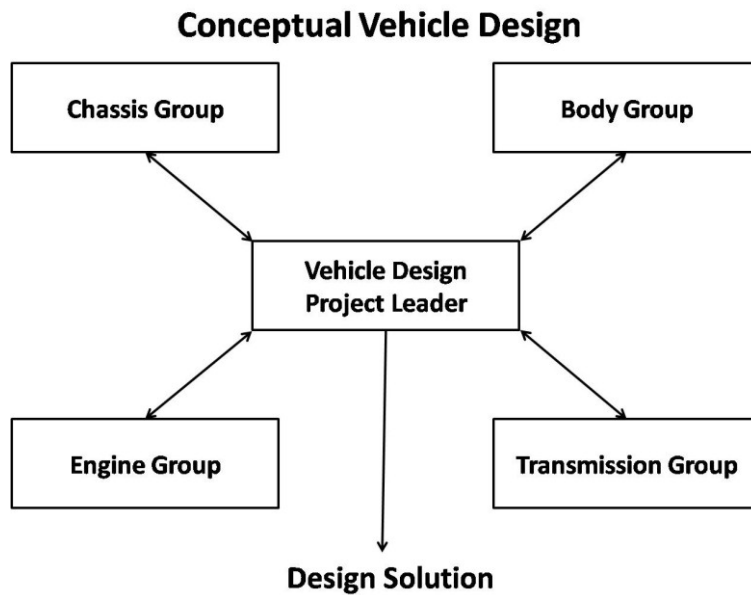 Conceptual Vehicle Design
Chassis Group
Body Group
Vehicle Design
Project Leader
Engine Group
Transmission Group
Design Solution